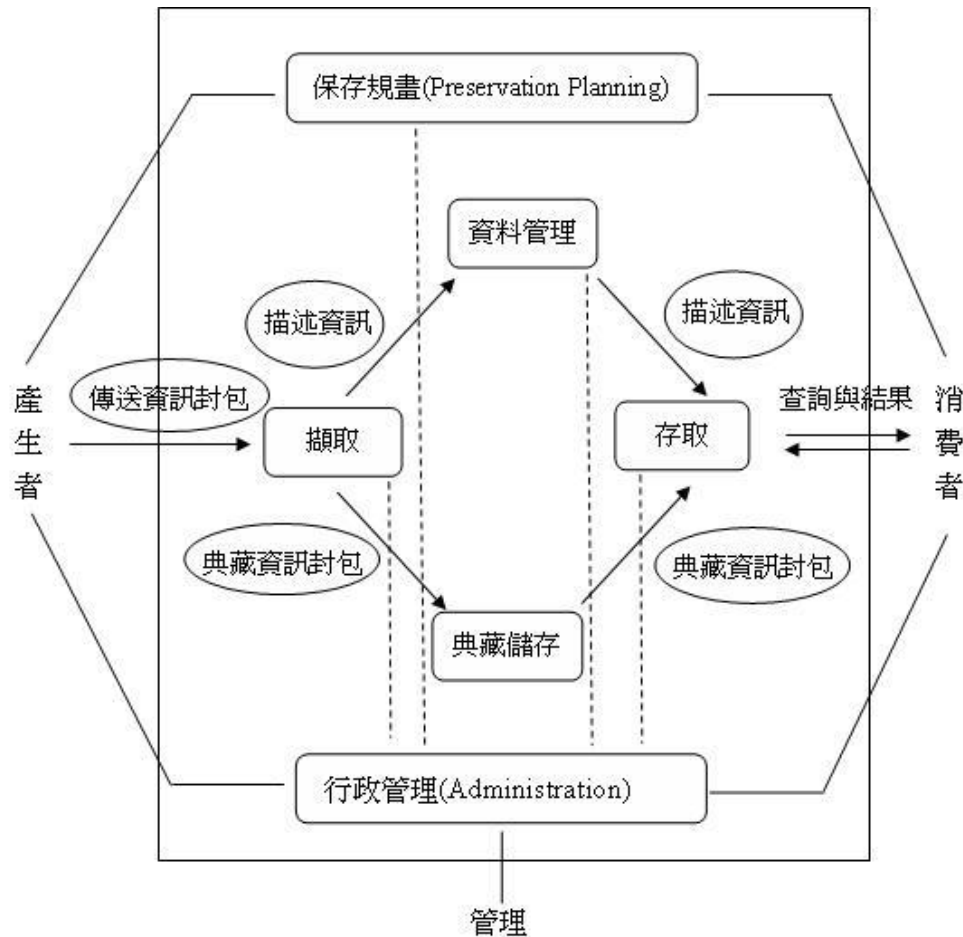 保存規畫(Preservation Planning)
資料管理
描述資訊
描述資訊
產生者
傳送資訊封包
擷取
存取
查詢與結果
消費者
典藏資訊封包
典藏資訊封包
典藏儲存
行政管理(Administration)
管理